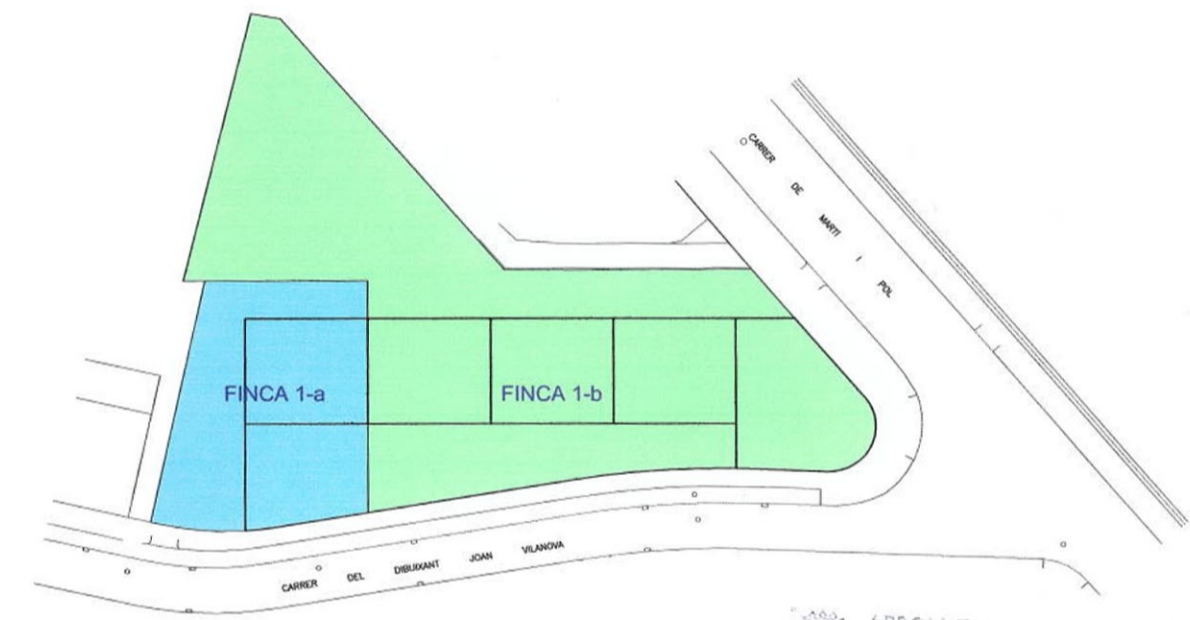 CARRER DE MARTI I POL
FINCA 1-a
FINCA 1-b
CARRER DEL DIBUIXANT JOAN VILANOVA